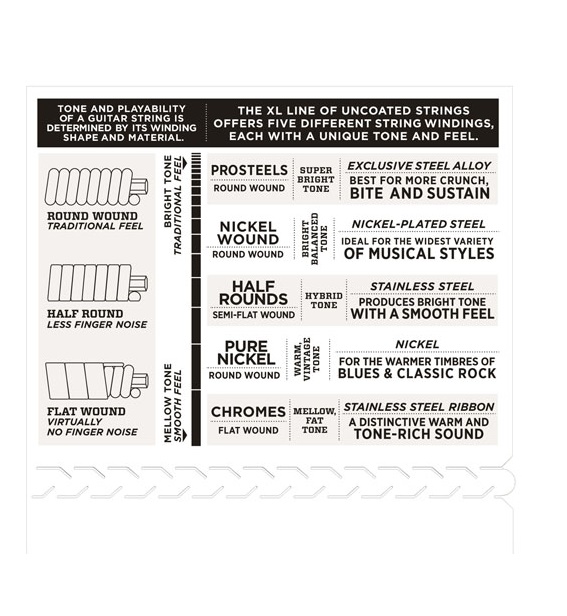 TONE AND PLAYABILITY
OF A GUITAR STRING IS
DETERMINED BY ITS WINDING
SHAPE AND MATERIAL.
THE XL LINE OF UNCOATED STRINGS
OFFERS FIVE DIFFERENT STRING WINDINGS,
EACH WITH A UNIQUE TONE AND FEEL.
ROUND WOUND
TRADITIONAL FEEL
HALF ROUND
LESS FINGER NOISE
FLAT WOUND
VIRTUALLY
NO FINGER NOISE
BRIGHT TONE
TRADITIONAL FEEL
MELLOW TONE
SMOOTH FEEL
PROSTEELS
ROUND WOUND
SUPER
BRIGHT
TONE
EXCLUSIVE STEEL ALLOY
BEST FOR MORE CRUNCH,
BITE AND SUSTAIN
NICKEL
WOUND
ROUND WOUND
BRIGHT
BALANCED
TONE
NICKEL-PLATED STEEL
IDEAL FOR THE WIDEST VARIETY
OF MUSICAL STYLES
HALF
ROUNDS
SEMI-FLAT WOUND
HYBRID
TONE
STAINLESS STEEL
PRODUCES BRIGHT TONE
WITH A SMOOTH FEEL
PURE
NICKEL
ROUND WOUND
WARM,
VINTAGE
TONE
NICKEL
FOR THE WARMER TIMBRES OF
BLUES & CLASSIC ROCK
CHROMES
FLAT WOUND
MELLOW,
FAT
TONE
STAINLESS STEEL RIBBON
A DISTINCTIVE WARM AND
TONE-RICH SOUND